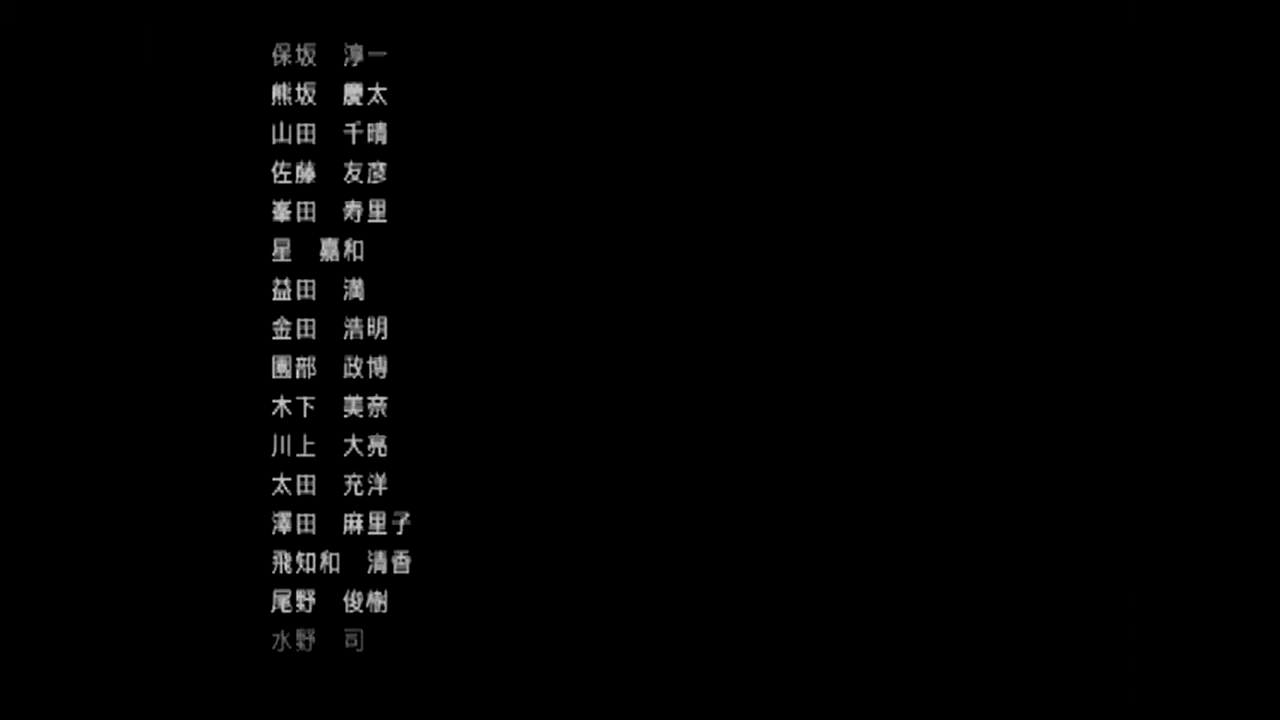 保坂　淳一
熊坂　慶太
山田　千晴
佐藤　友彦
峯田　寿里
星　嘉和
益田　満
金田　浩明
園部　政博
木下　美奈
川上　大亮
太田　充洋
澤田　麻里子
飛知和　清香
尾野　俊樹
水野　司